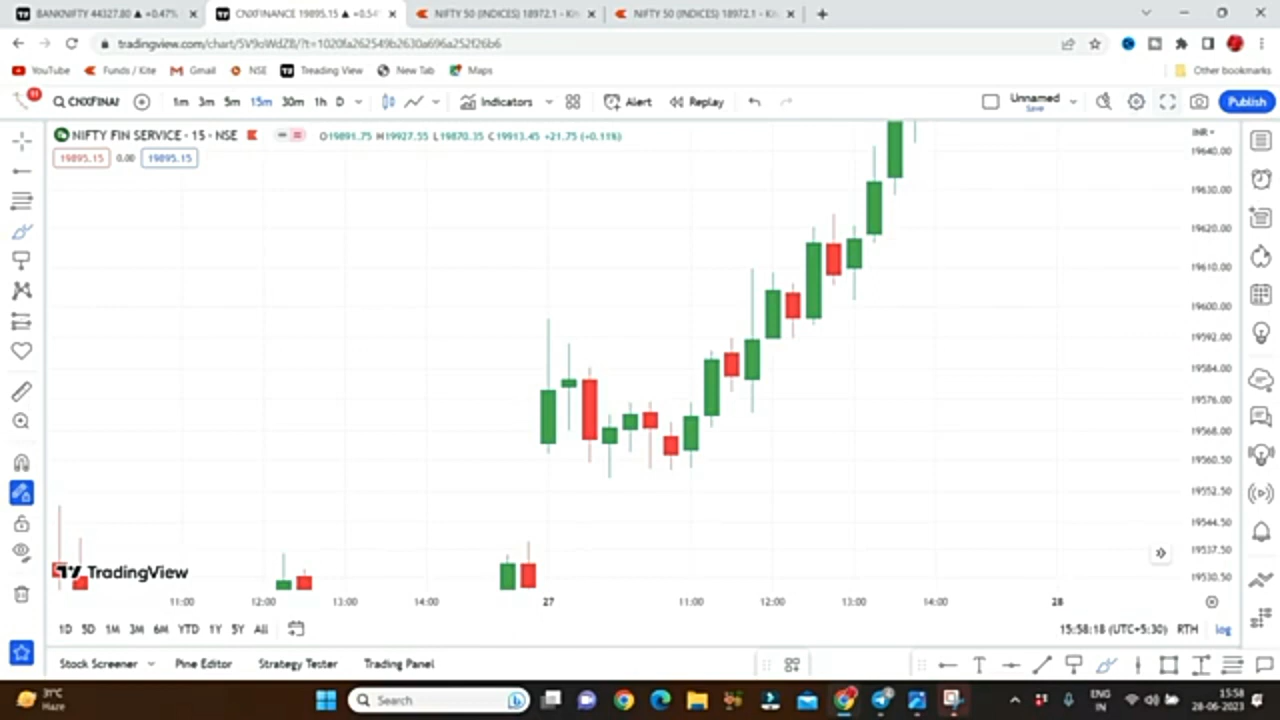 BANKNIFTY 44327.80 ▲ +0.47%
CNXFINANCE 19895.15 ▲ +0.54
NIFTY 50 (INDICES) 18972.1 - Ki
NIFTY 50 (INDICES) 18972.1 - Ki
tradingview.com/chart/5V9oWdZB/?t=1020fa262549b2630a696a252f26b6
YouTube
Funds / Kite
Gmail
NSE
Treading View
New Tab
Maps
Other bookmarks
11
CNXFINAI
1m 3m 5m 15m 30m 1h D
Indicators
Alert
Replay
Unnamed
Save
Publish
NIFTY FIN SERVICE · 15 · NSE
O19891.75 H19927.55 L19870.35 C19913.45 +21.75 (+0.11%)
INR
19895.15 0.00 19895.15
19640.00
19630.00
19620.00
19610.00
19600.00
19592.00
19584.00
19576.00
19568.00
19560.50
19552.50
19544.50
19537.50
19530.50
TradingView
11:00 12:00 13:00 14:00 27 11:00 12:00 13:00 14:00 28
1D 5D 1M 3M 6M YTD 1Y 5Y All
15:58:18 (UTC+5:30) RTH log
Stock Screener
Pine Editor
Strategy Tester
Trading Panel
31°C
Haze
Search
ENG
IN
15:58
28-06-2023